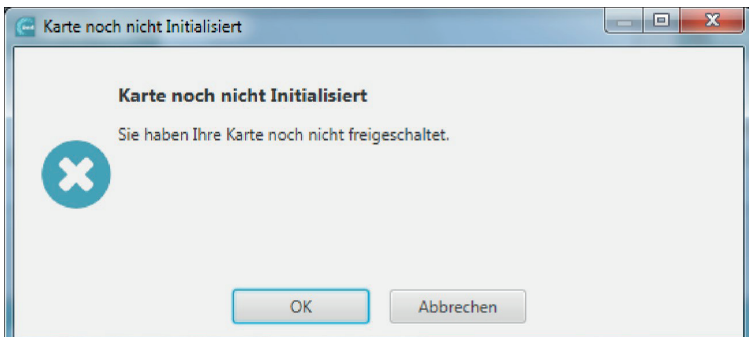 Karte noch nicht Initialisiert
Karte noch nicht Initialisiert
Sie haben Ihre Karte noch nicht freigeschaltet.
OK
Abbrechen